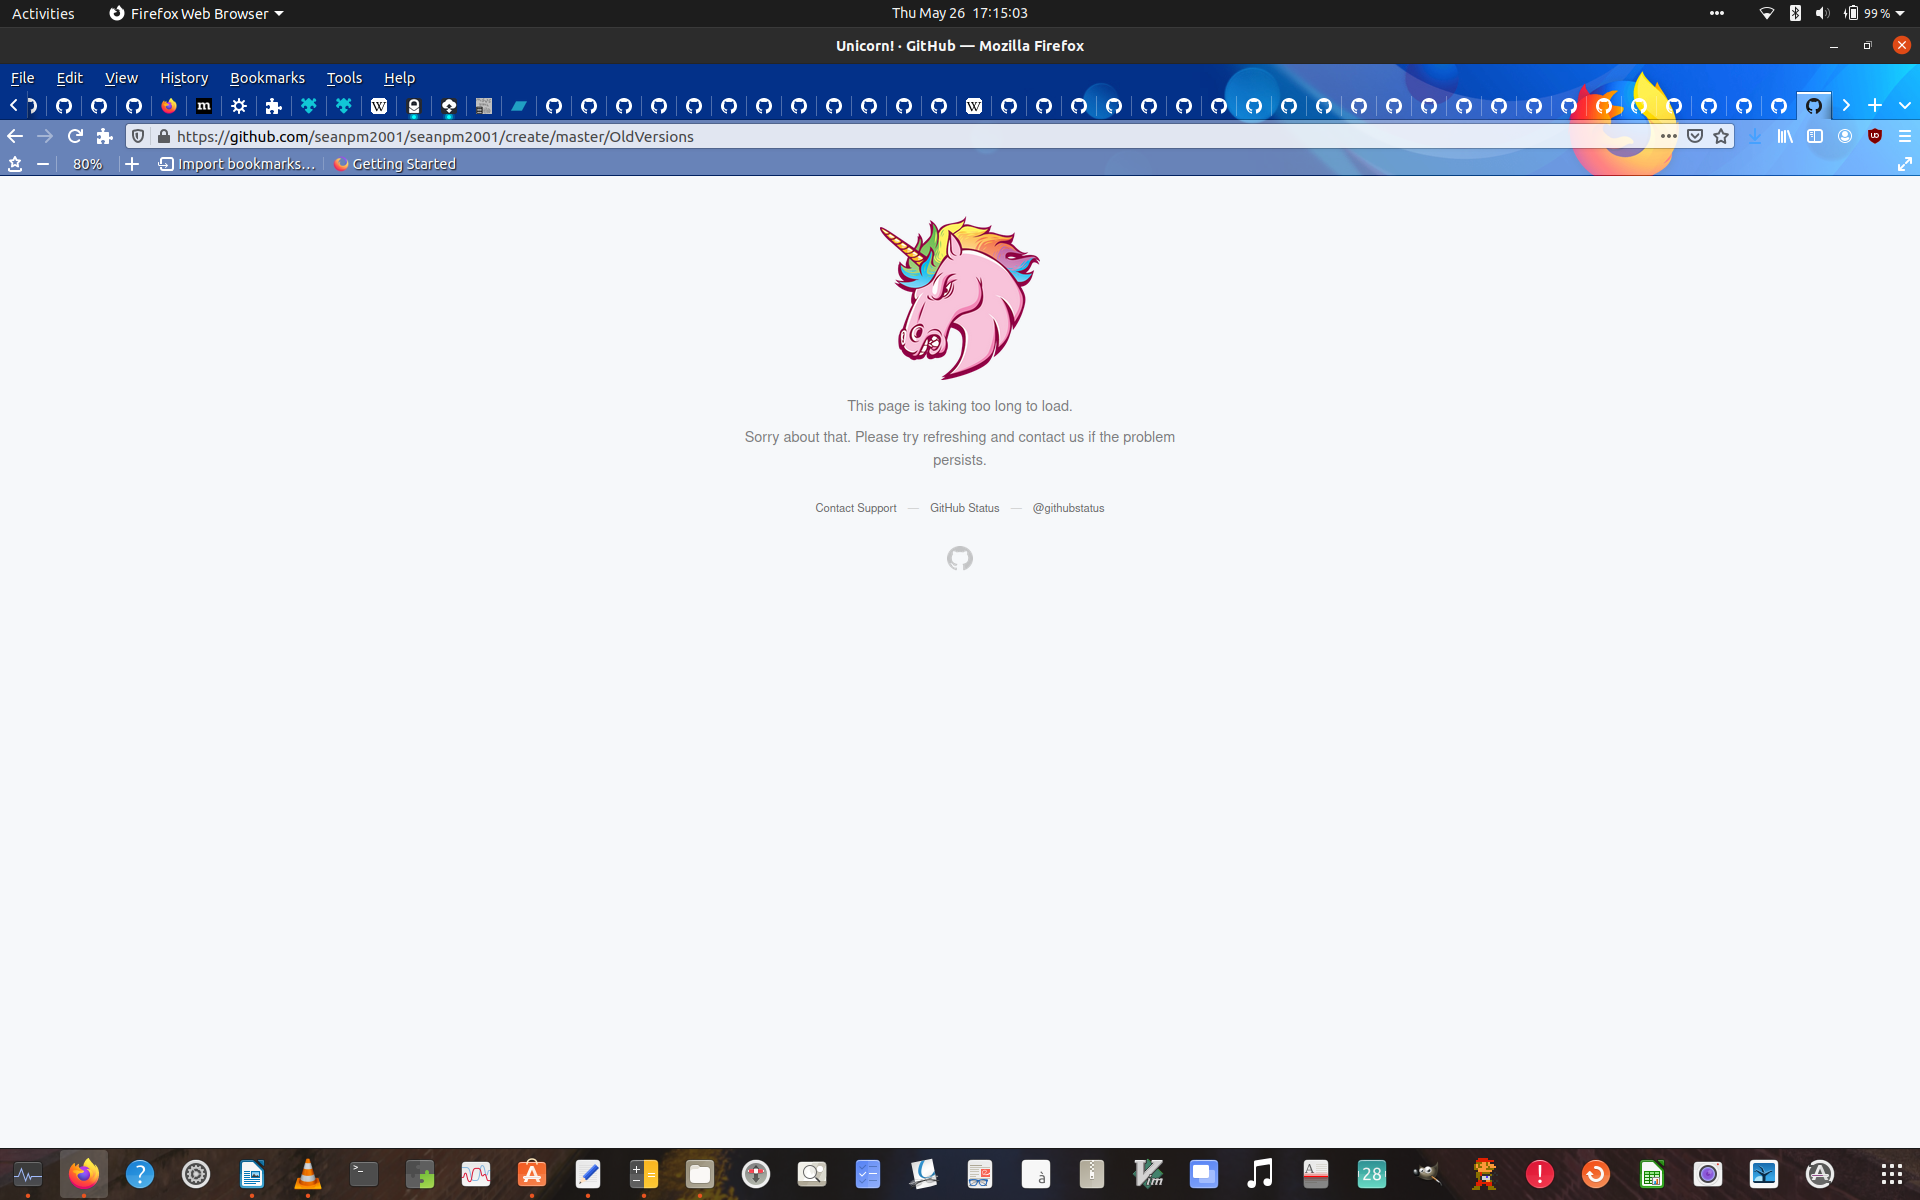 Activities
Firefox Web Browser
Thu May 26 17:15:03
99 %
Unicorn! · GitHub — Mozilla Firefox
File Edit View History Bookmarks Tools Help
m
W
W
https://github.com/seanpm2001/seanpm2001/create/master/OldVersions
80%
Import bookmarks...
Getting Started
This page is taking too long to load.
Sorry about that. Please try refreshing and contact us if the problem
persists.
Contact Support — GitHub Status — @githubstatus
?
>_
à
Vim
A
28
!